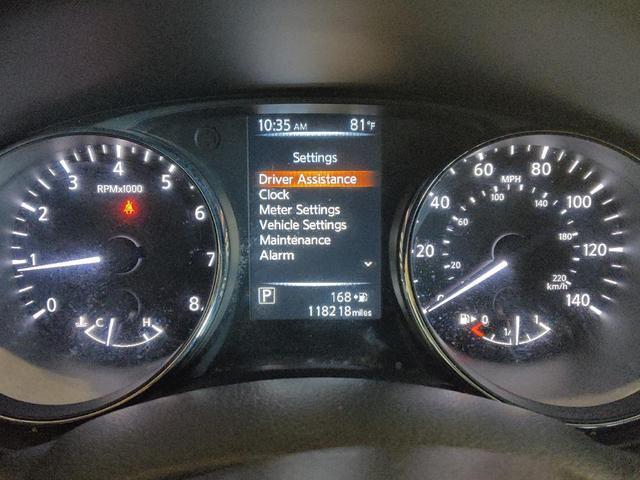 10:35 AM 81°F
Settings
Driver Assistance
Clock
Meter Settings
Vehicle Settings
Maintenance
Alarm
P 168
118218 miles
RPMx1000
0 1 2 3 4 5 6 7 8
C H
MPH
0 20 40 60 80 100 120 140
20 60 100 140 180 220
km/h
0 1